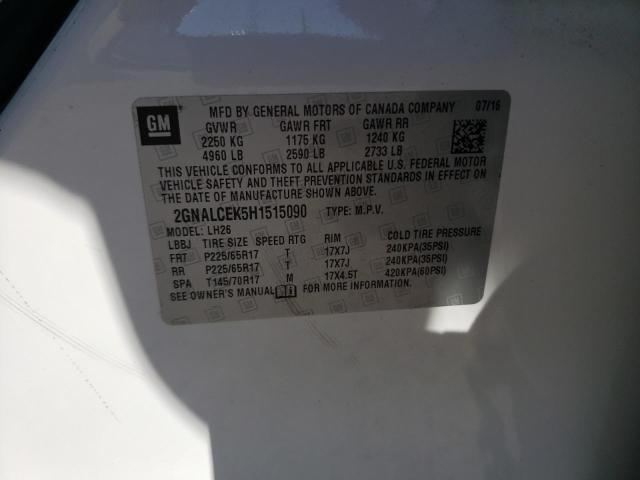 GM
MFD BY GENERAL MOTORS OF CANADA COMPANY 07/16
GVWR GAWR FRT GAWR RR
2250 KG 1175 KG 1240 KG
4960 LB 2590 LB 2733 LB
THIS VEHICLE CONFORMS TO ALL APPLICABLE U.S. FEDERAL MOTOR
VEHICLE SAFETY AND THEFT PREVENTION STANDARDS IN EFFECT ON
THE DATE OF MANUFACTURE SHOWN ABOVE.
2GNALCEK5H1515090 TYPE: M.P.V.
LH26
LBBJ TIRE SIZE SPEED RTG RIM COLD TIRE PRESSURE
FRT P225/65R17 T 17X7J 240KPA(35PSI)
RR P225/65R17 T 17X7J 240KPA(35PSI)
SPA T145/70R17 M 17X4.5T 420KPA(60PSI)
SEE OWNER'S MANUAL FOR MORE INFORMATION.